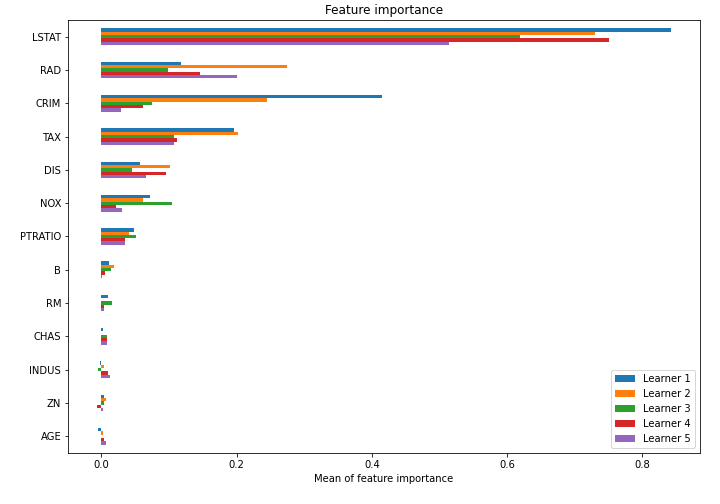 Feature importance
LSTAT
RAD
CRIM
TAX
DIS
NOX
PTRATIO
B
RM
CHAS
INDUS
ZN
AGE
Learner 1
Learner 2
Learner 3
Learner 4
Learner 5
0.0 0.2 0.4 0.6 0.8
Mean of feature importance